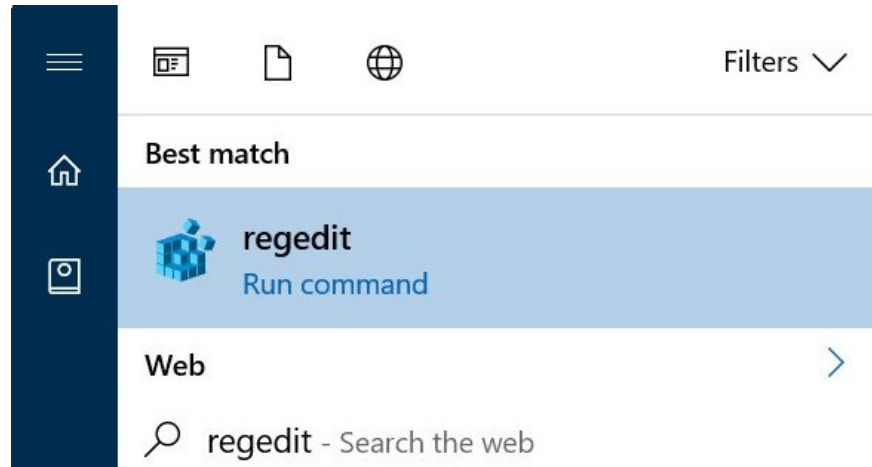 Filters
Best match
regedit
Run command
Web
regedit - Search the web